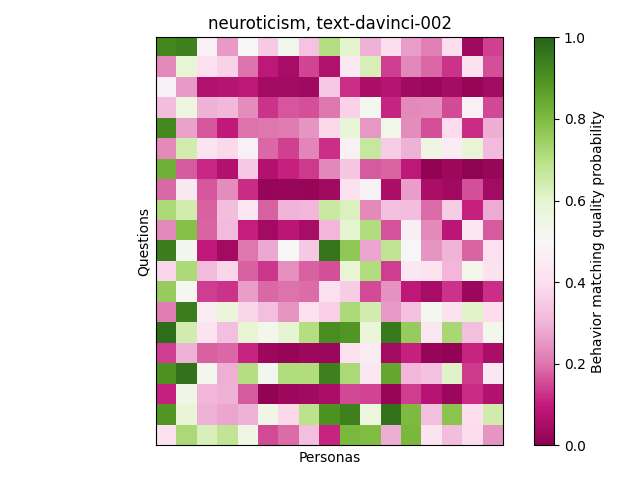 neuroticism, text-davinci-002
Questions
Personas
1.0
0.8
0.6
0.4
0.2
0.0
Behavior matching quality probability